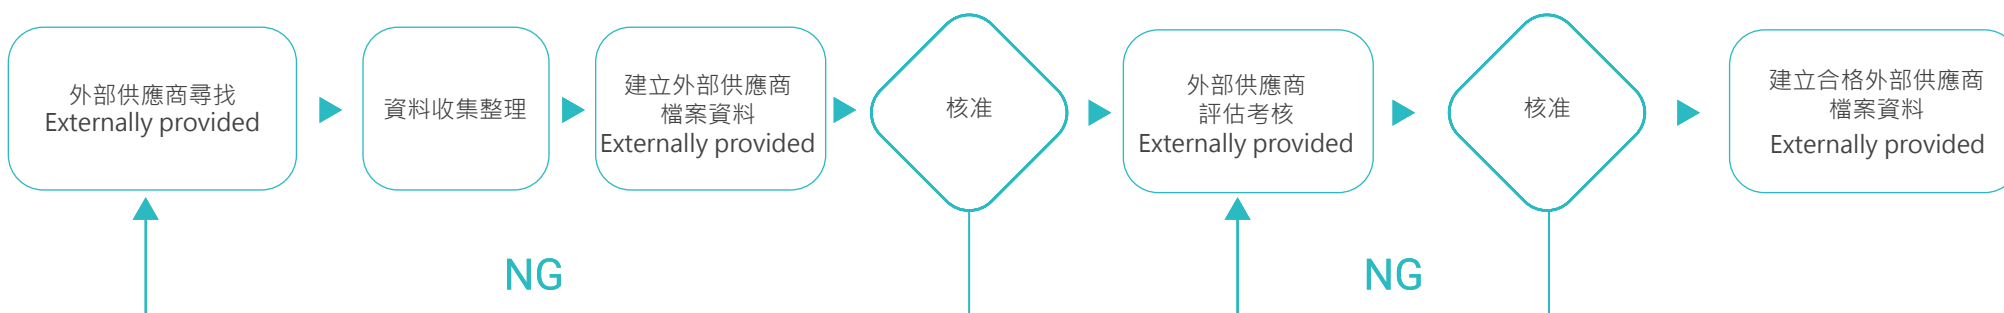 外部供應商尋找
Externally provided
資料收集整理
建立外部供應商
檔案資料
Externally provided
核准
外部供應商
評估考核
Externally provided
核准
建立合格外部供應商
檔案資料
Externally provided
NG
NG